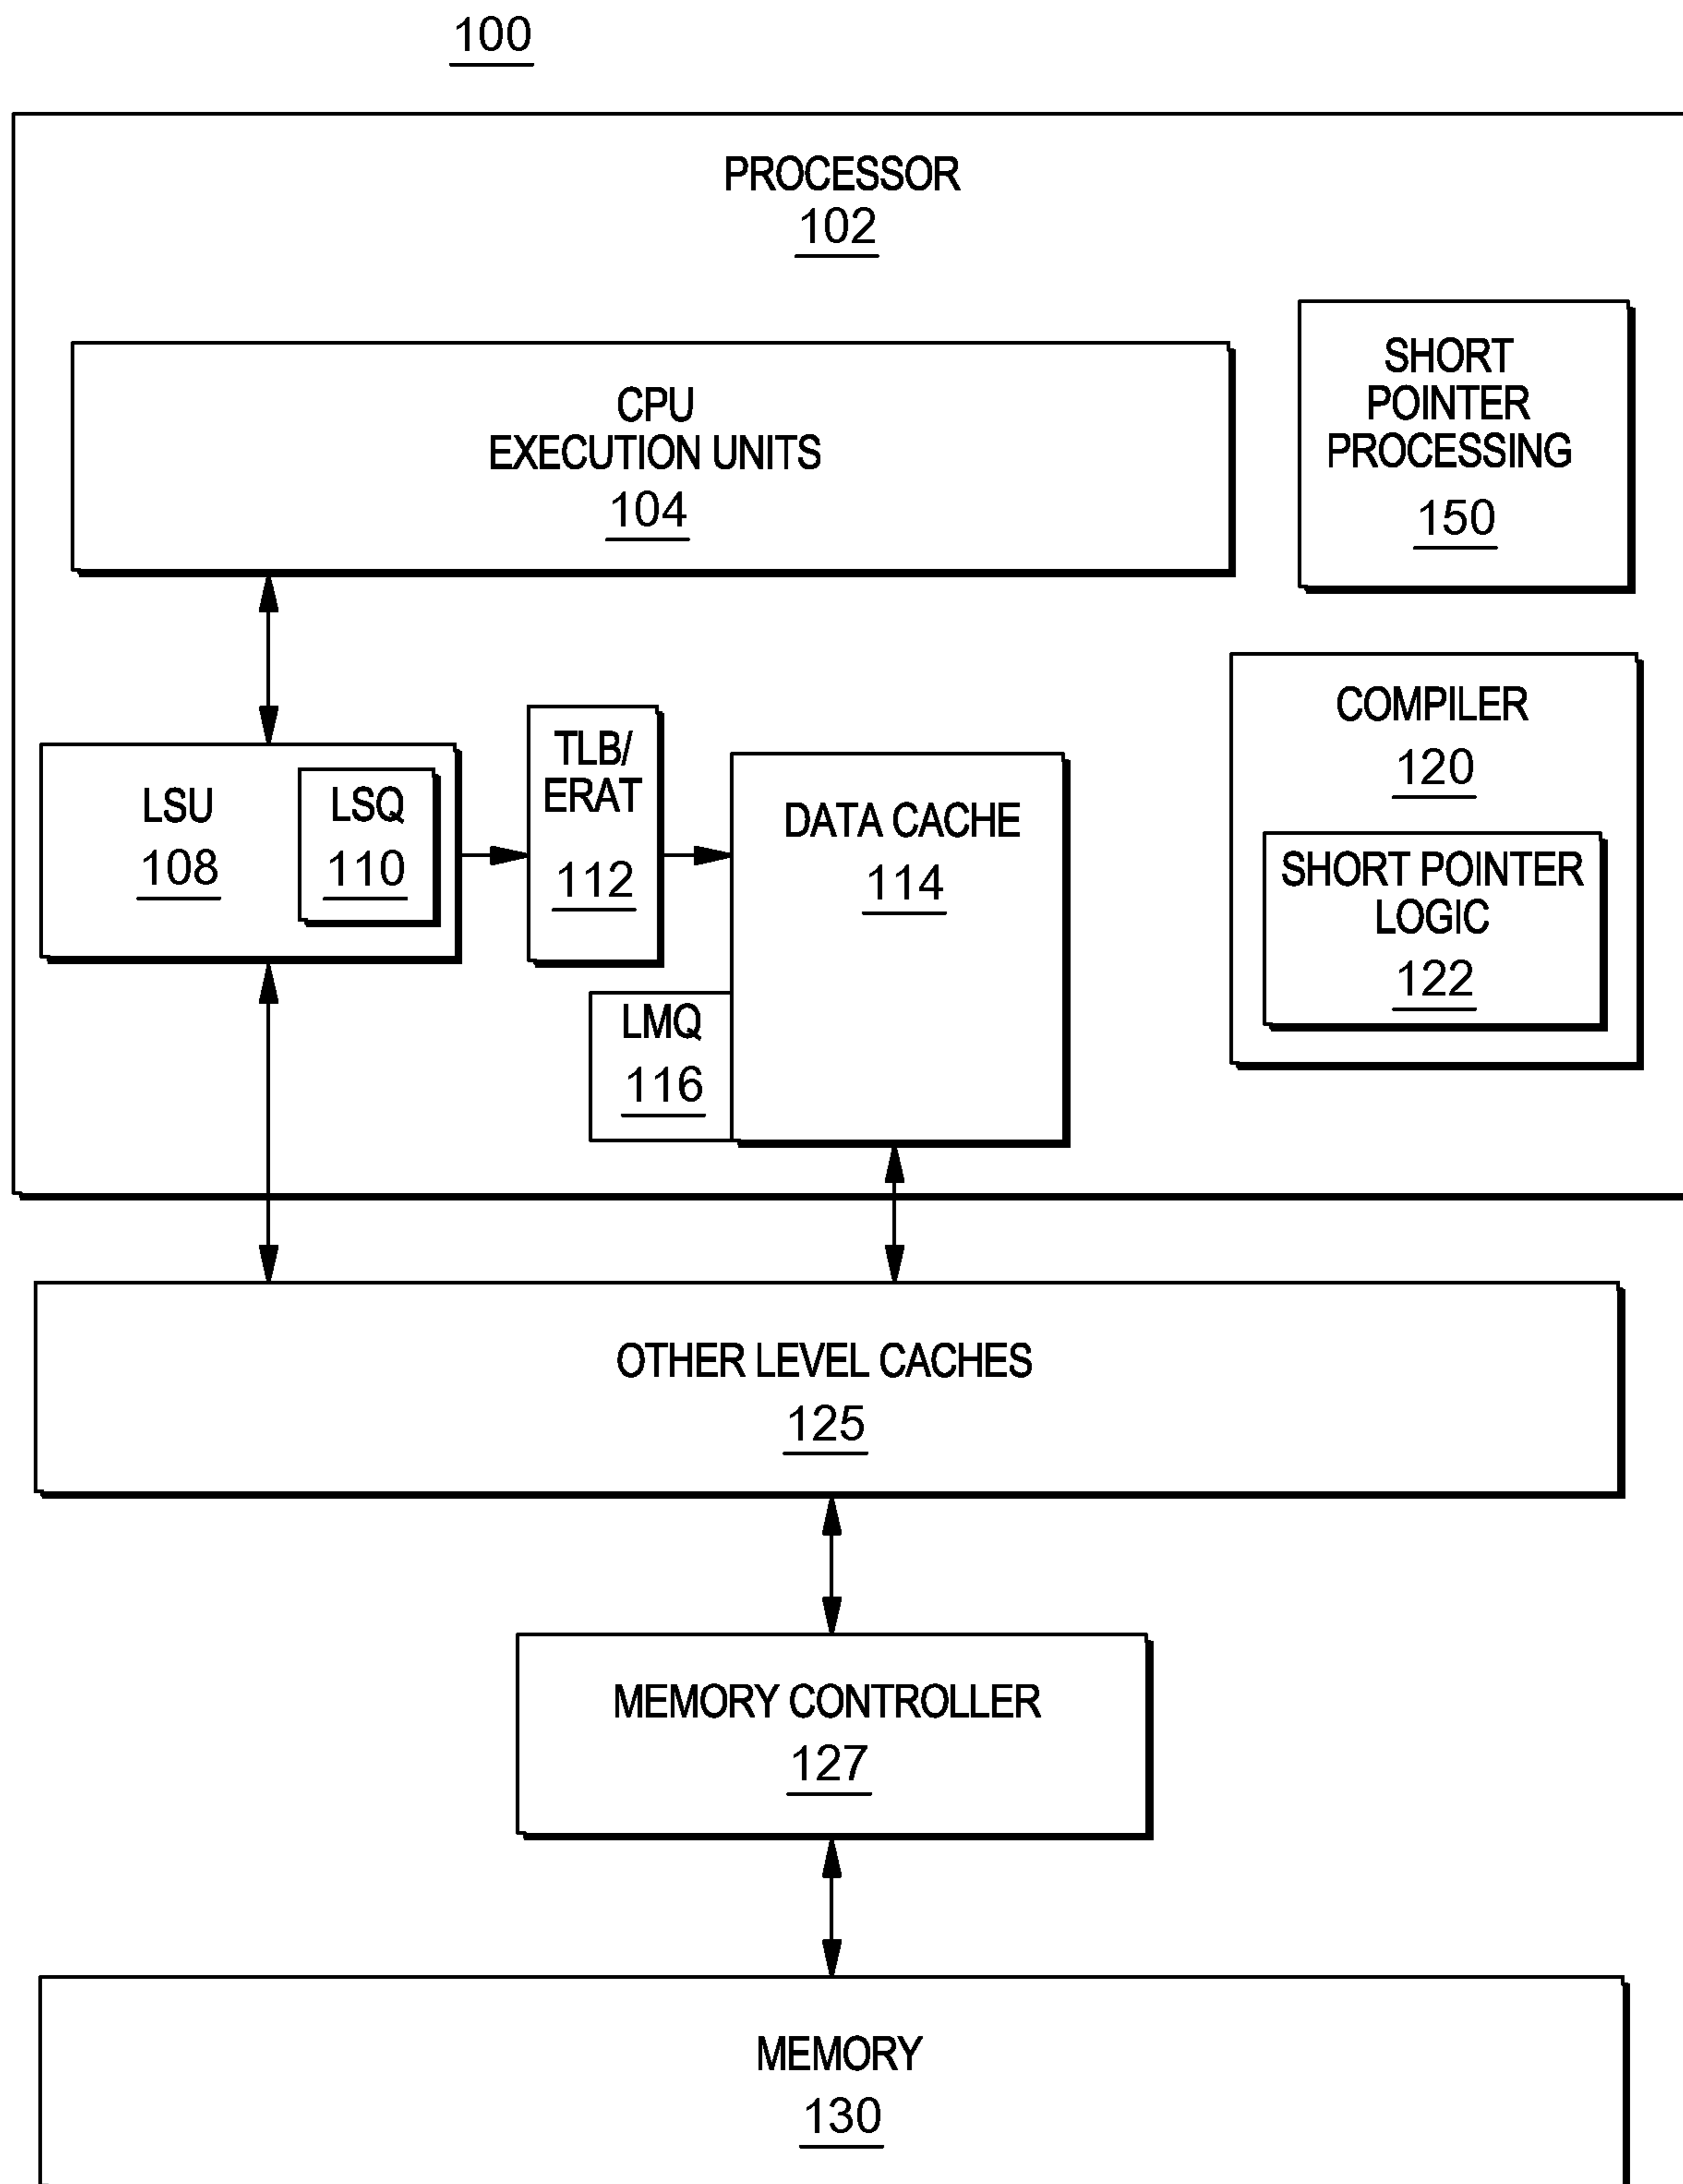 100
PROCESSOR
102
CPU
EXECUTION UNITS
104
SHORT
POINTER
PROCESSING
150
LSU
108
LSQ
110
TLB/
ERAT
112
DATA CACHE
114
LMQ
116
COMPILER
120
SHORT POINTER
LOGIC
122
OTHER LEVEL CACHES
125
MEMORY CONTROLLER
127
MEMORY
130